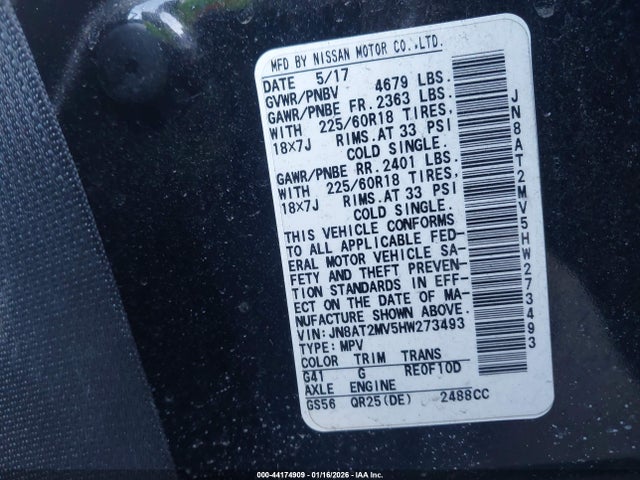 MFD BY NISSAN MOTOR CO.,LTD.
DATE 5/17
GVWR/PNBV 4679 LBS.
GAWR/PNBE FR. 2363 LBS.
WITH 225/60R18 TIRES,
18X7J RIMS.AT 33 PSI
COLD SINGLE.
GAWR/PNBE RR. 2401 LBS.
WITH 225/60R18 TIRES,
18X7J RIMS.AT 33 PSI
COLD SINGLE.
THIS VEHICLE CONFORMS
TO ALL APPLICABLE FED-
ERAL MOTOR VEHICLE SA-
FETY AND THEFT PREVEN-
TION STANDARDS IN EFF-
ECT ON THE DATE OF MA-
NUFACTURE SHOWN ABOVE.
VIN:JN8AT2MV5HW273493
TYPE:MPV
COLOR TRIM TRANS
G41 G RE0F10D
AXLE ENGINE
GS56 QR25(DE) 2488CC
JN8AT2MV5HW273493
000-44174909 - 01/16/2026 - IAA Inc.